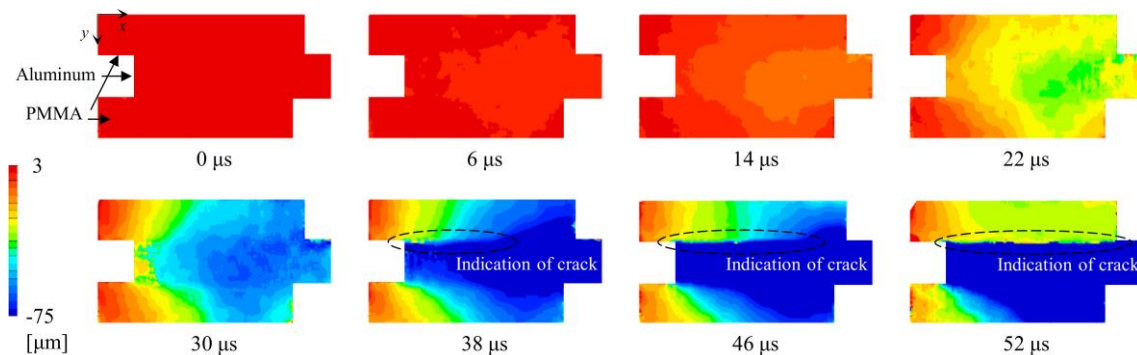 x
y
Aluminum
PMMA
0 μs
6 μs
14 μs
22 μs
3
-75
[μm]
Indication of crack
Indication of crack
Indication of crack
30 μs
38 μs
46 μs
52 μs